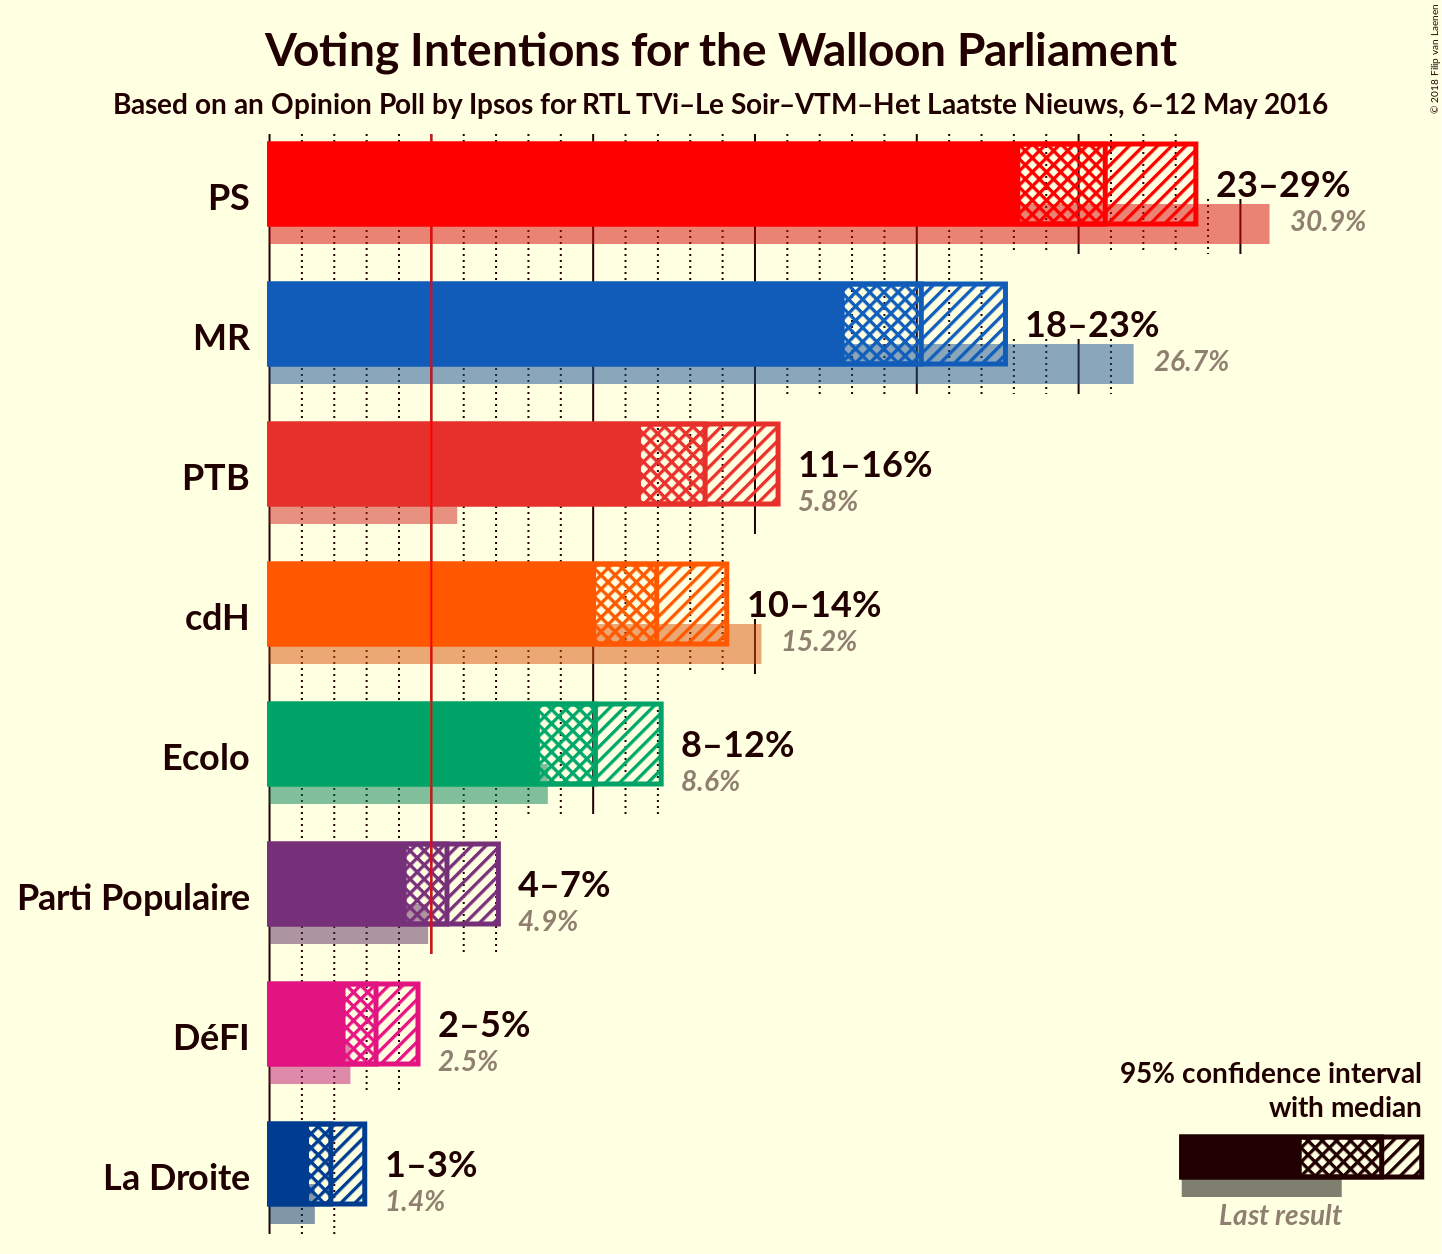 Voting Intentions for the Walloon Parliament
Based on an Opinion Poll by Ipsos for RTL TVi–Le Soir–VTM–Het Laatste Nieuws, 6–12 May 2016
© 2018 Filip van Laenen
PS
23–29%
30.9%
MR
18–23%
26.7%
PTB
11–16%
5.8%
cdH
10–14%
15.2%
Ecolo
8–12%
8.6%
Parti Populaire
4–7%
4.9%
DéFI
2–5%
2.5%
La Droite
1–3%
1.4%
95% confidence interval
with median
Last result